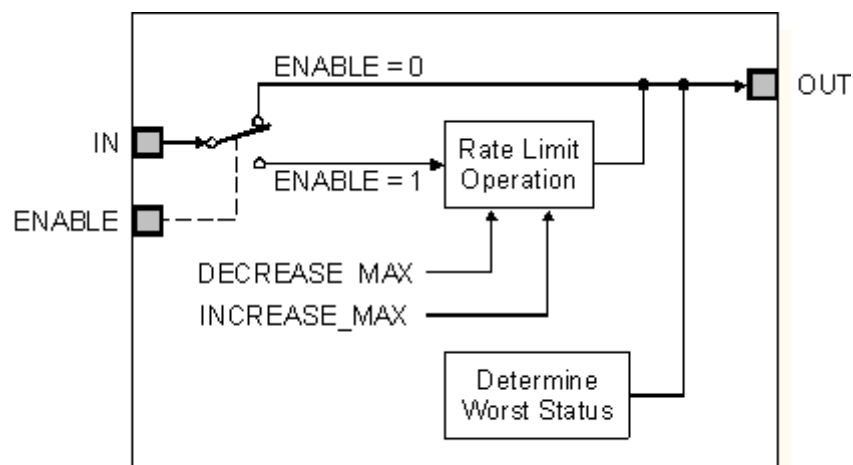 ENABLE = 0
OUT
IN
Rate Limit
Operation
ENABLE = 1
ENABLE
DECREASE MAX
INCREASE_MAX
Determine
Worst Status